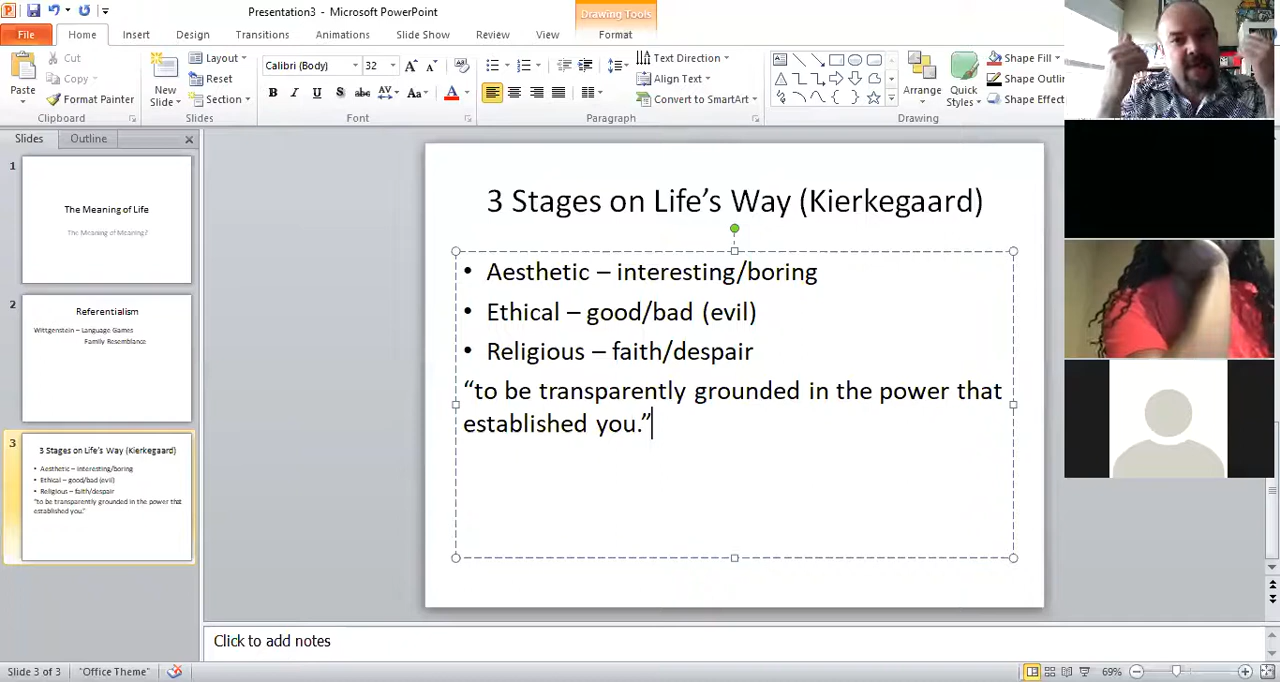 Presentation3 - Microsoft PowerPoint
Drawing Tools
File Home Insert Design Transitions Animations Slide Show Review View Format
Paste
Cut
Copy
Format Painter
Clipboard
New Slide
Layout
Reset
Section
Slides
Calibri (Body) 32
B I U S abc AV Aa A
Font
Text Direction
Align Text
Convert to SmartArt
Paragraph
Arrange
Quick Styles
Drawing
Shape Fill
Shape Outlin
Shape Effect
Slides Outline
1
The Meaning of Life
The Meaning of Meaning?
2
Referentialism
Wittgenstein – Language Games
Family Resemblance
3
3 Stages on Life’s Way (Kierkegaard)
• Aesthetic – interesting/boring
• Ethical – good/bad (evil)
• Religious – faith/despair
“to be transparently grounded in the power that
established you.”
3 Stages on Life’s Way (Kierkegaard)
• Aesthetic – interesting/boring
• Ethical – good/bad (evil)
• Religious – faith/despair
“to be transparently grounded in the power that
established you.”
Click to add notes
Slide 3 of 3 "Office Theme" 69%